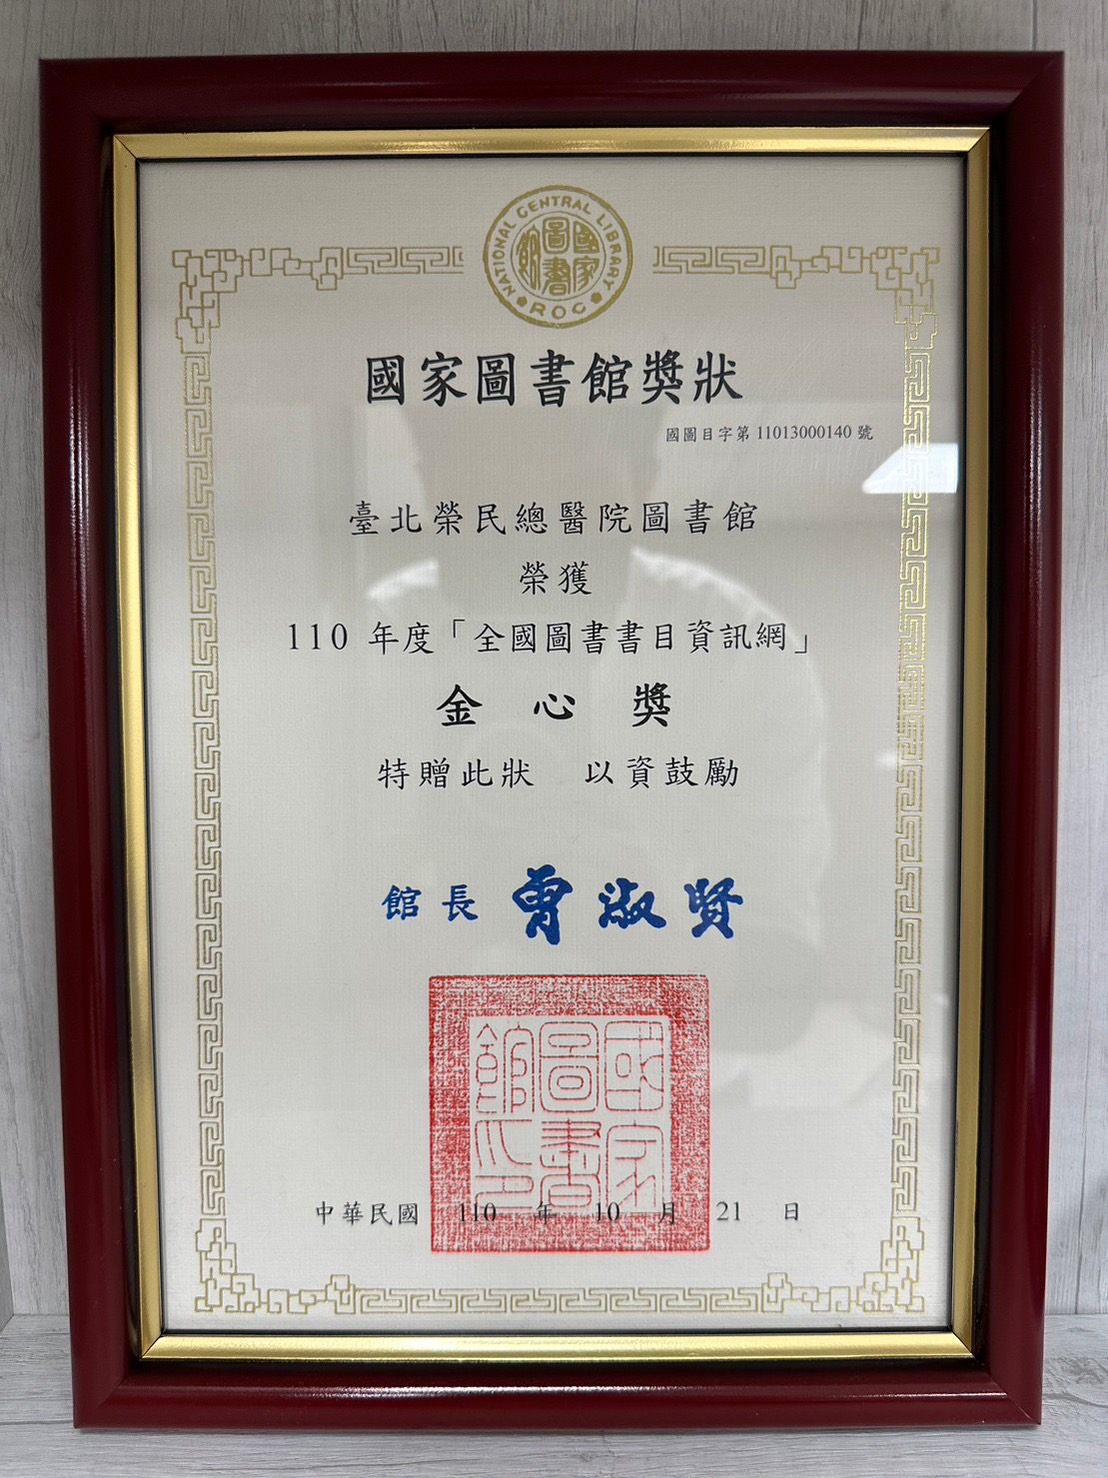 NATIONAL CENTRAL LIBRARY
國家圖書館
ROC
國家圖書館獎狀
國圖目字第 11013000140 號
臺北榮民總醫院圖書館
榮獲
110 年度「全國圖書書目資訊網」
金心獎
特贈此狀 以資鼓勵
館長 曾淑賢
國家圖書館印
中華民國 110 年 10 月 21 日